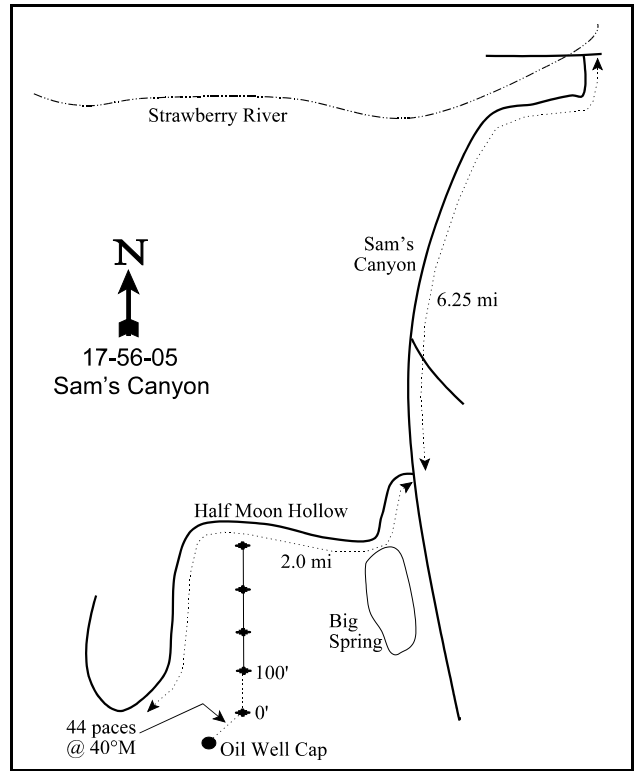 Strawberry River
Sam's
Canyon
N
6.25 mi
17-56-05
Sam's Canyon
Half Moon Hollow
2.0 mi
Big
Spring
100'
0'
44 paces
@ 40°M
Oil Well Cap